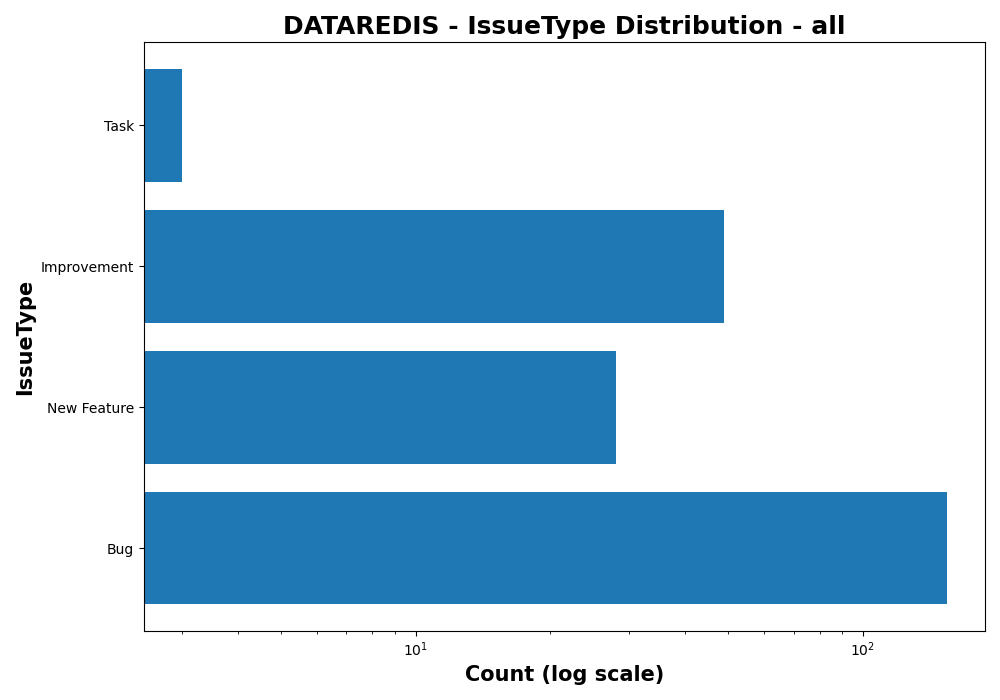 DATAREDIS - IssueType Distribution - all
Task
Improvement
New Feature
Bug
IssueType
10¹
10²
Count (log scale)